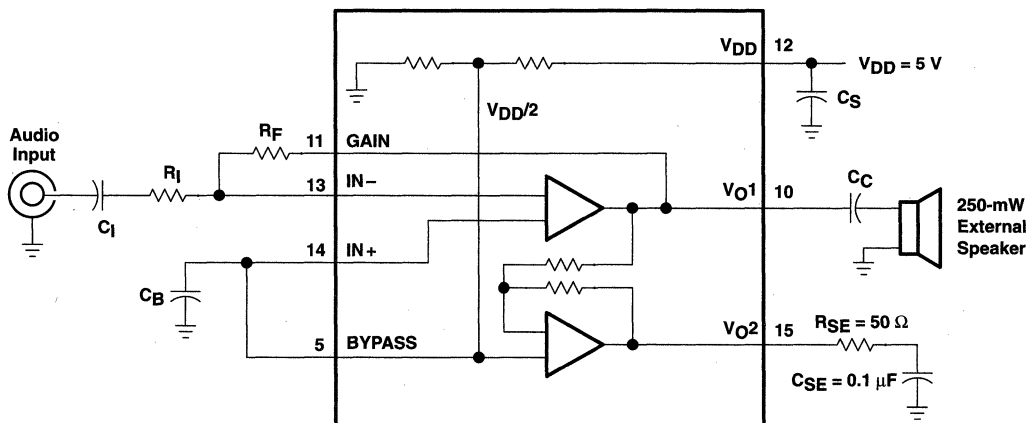 VDD 12
VDD = 5 V
CS
VDD/2
Audio
Input
RF
11 GAIN
RI
13 IN–
CI
VO1 10
CC
250-mW
External
Speaker
14 IN+
CB
VO2 15
RSE = 50 Ω
5 BYPASS
CSE = 0.1 μF